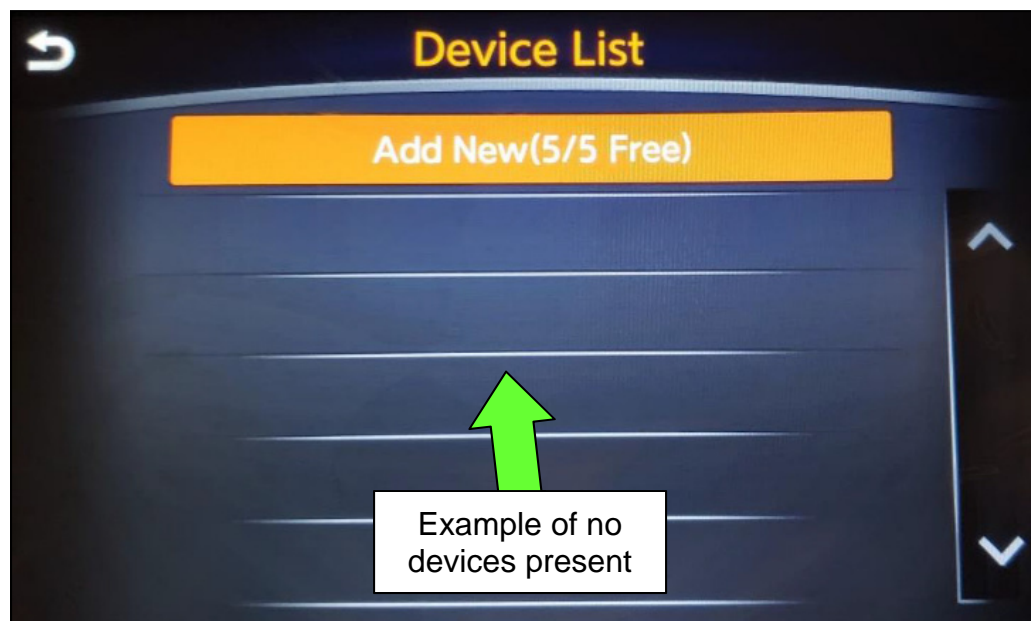 Device List
Add New(5/5 Free)
Example of no
devices present